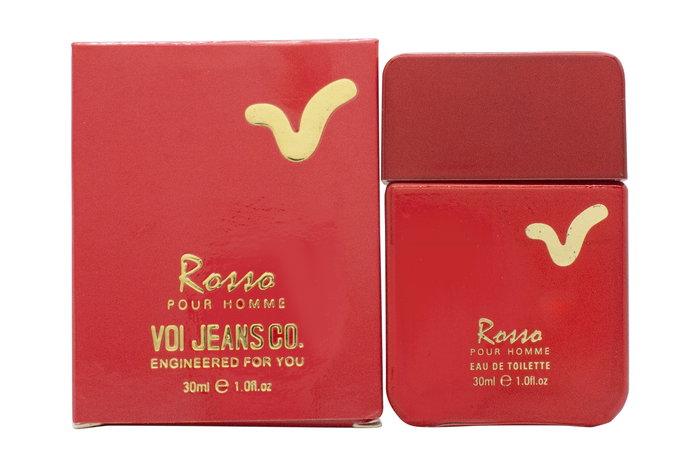 Rosso
POUR HOMME
VOI JEANS CO.
ENGINEERED FOR YOU
30ml ℮ 1.0fl.oz
Rosso
POUR HOMME
EAU DE TOILETTE
30ml ℮ 1.0fl.oz